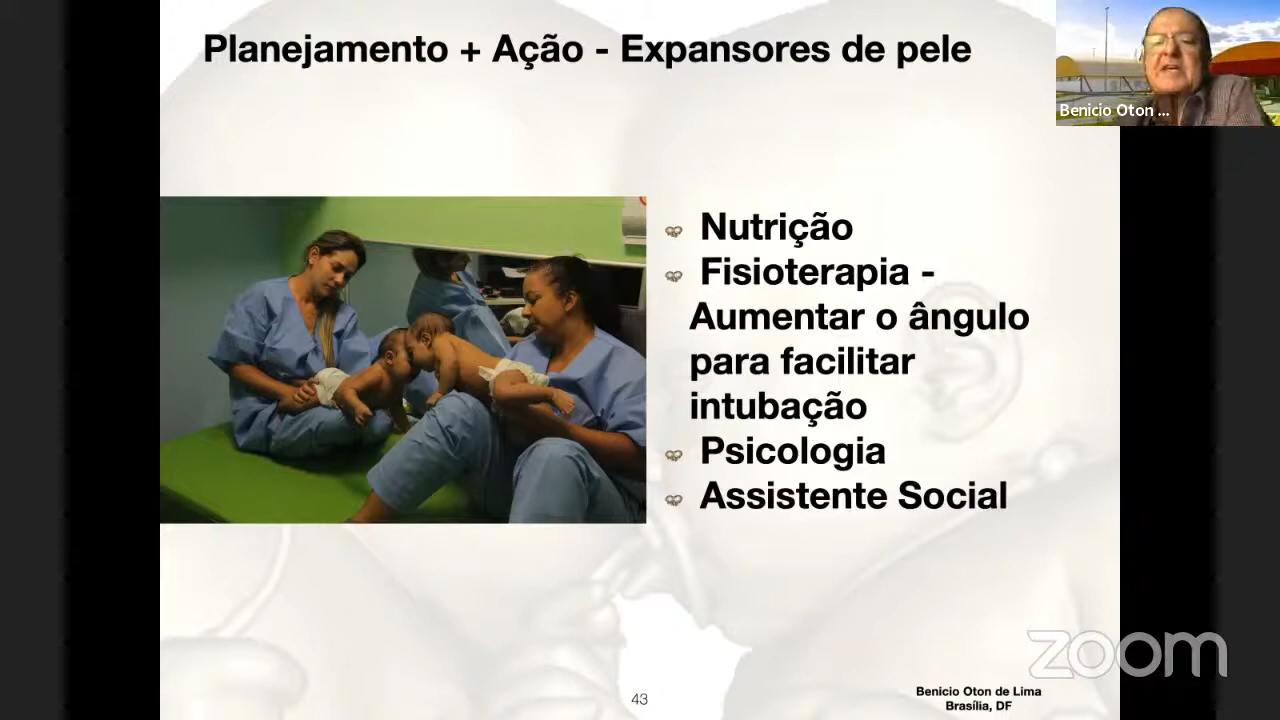 Planejamento + Ação - Expansores de pele
Benicio Oton ...
Nutrição
Fisioterapia -
Aumentar o ângulo
para facilitar
intubação
Psicologia
Assistente Social
zoom
43
Benicio Oton de Lima
Brasília, DF